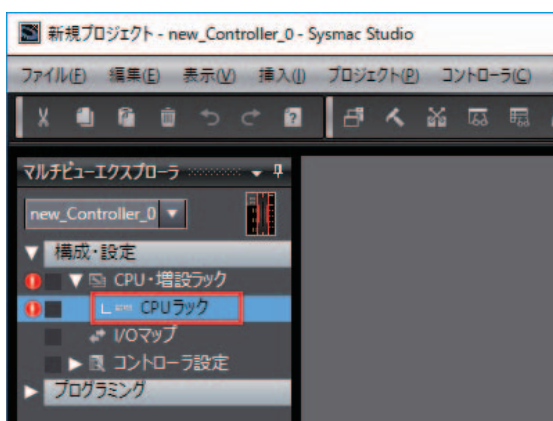 新規プロジェクト - new_Controller_0 - Sysmac Studio
ファイル(F) 編集(E) 表示(V) 挿入(I) プロジェクト(P) コントローラ(C)
マルチビューエクスプローラ
new_Controller_0
構成・設定
CPU・増設ラック
CPUラック
I/Oマップ
コントローラ設定
プログラミング